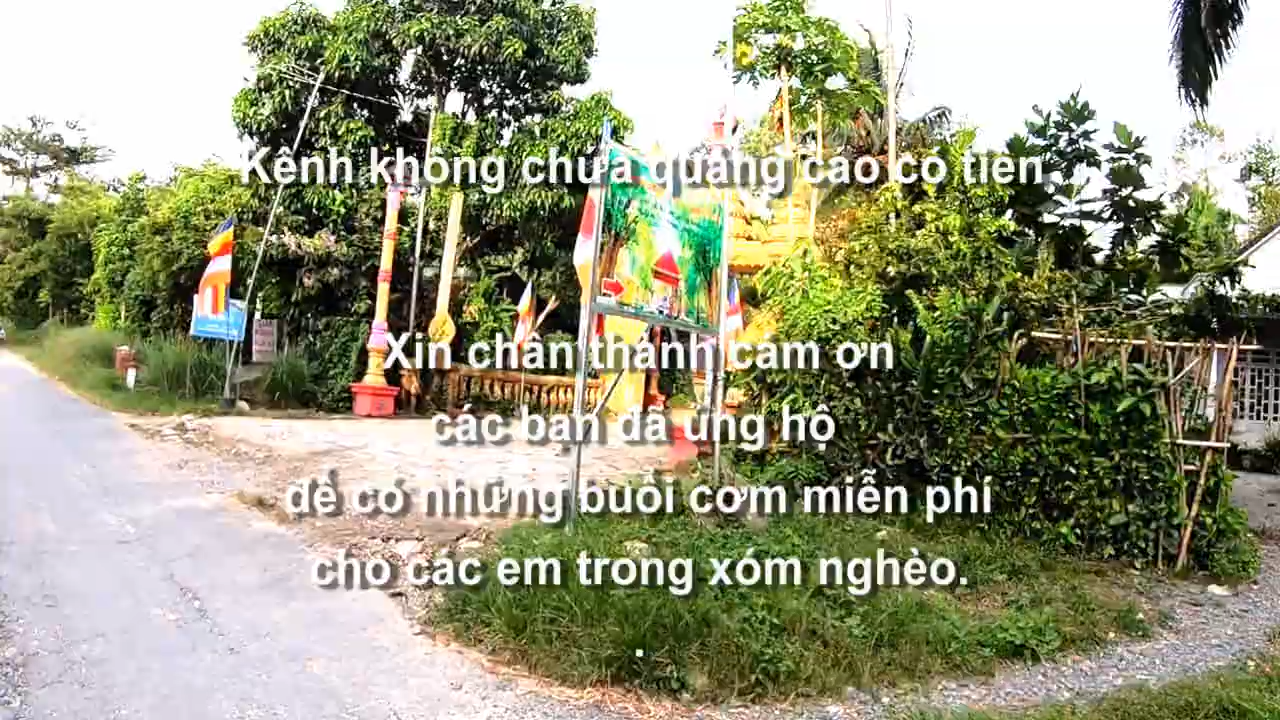 Kênh không chứa quảng cáo có tiền.
Xin chân thành cám ơn
các bạn đã ủng hộ
để có những buổi cơm miễn phí
cho các em trong xóm nghèo.
.